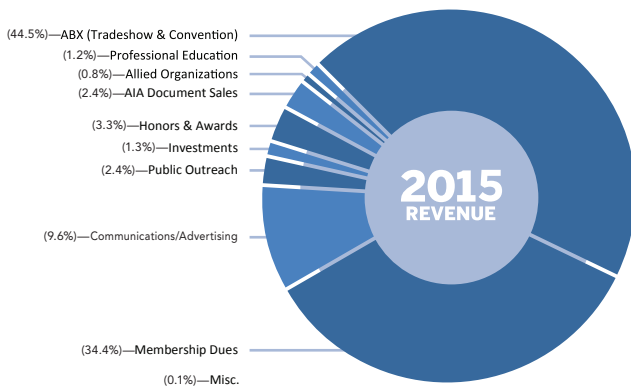 (44.5%)—ABX (Tradeshow & Convention)
(1.2%)—Professional Education
(0.8%)—Allied Organizations
(2.4%)—AIA Document Sales
(3.3%)—Honors & Awards
(1.3%)—Investments
(2.4%)—Public Outreach
(9.6%)—Communications/Advertising
(34.4%)—Membership Dues
(0.1%)—Misc.
2015
REVENUE